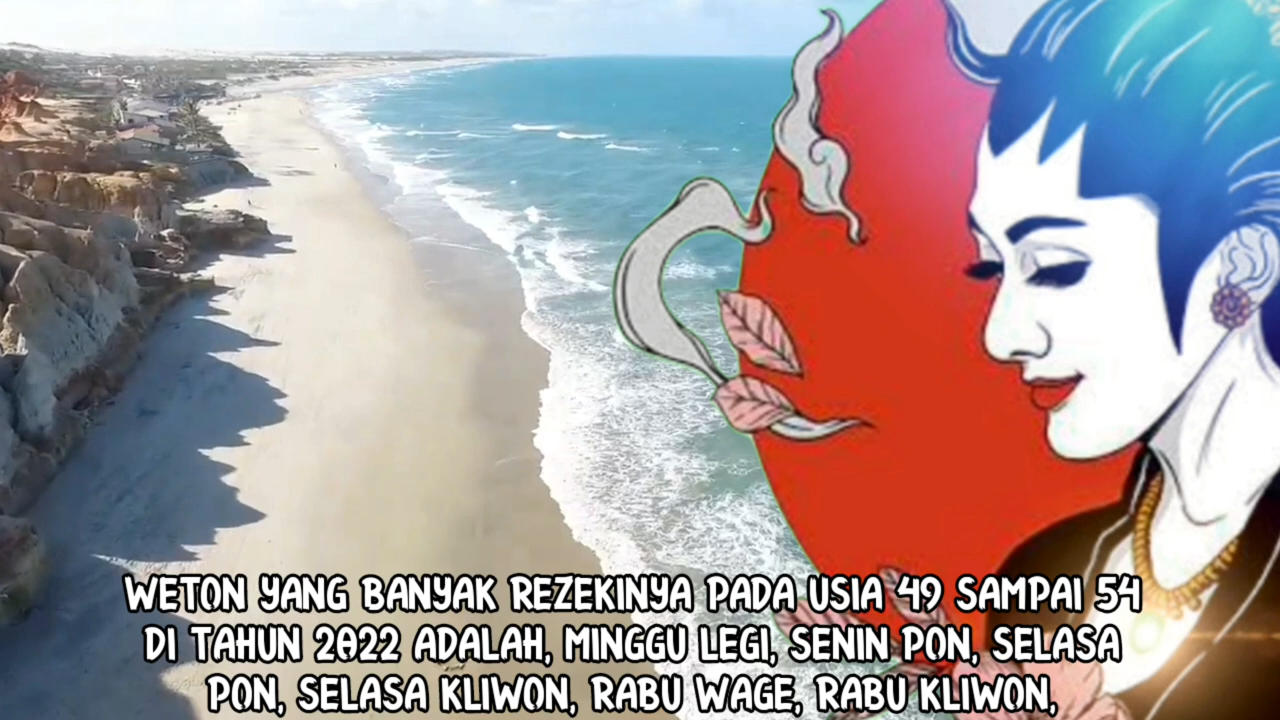 WETON YANG BANYAK REZEKINYA PADA USIA 49 SAMPAI 54
DI TAHUN 2022 ADALAH, MINGGU LEGI, SENIN PON, SELASA
PON, SELASA KLIWON, RABU WAGE, RABU KLIWON,